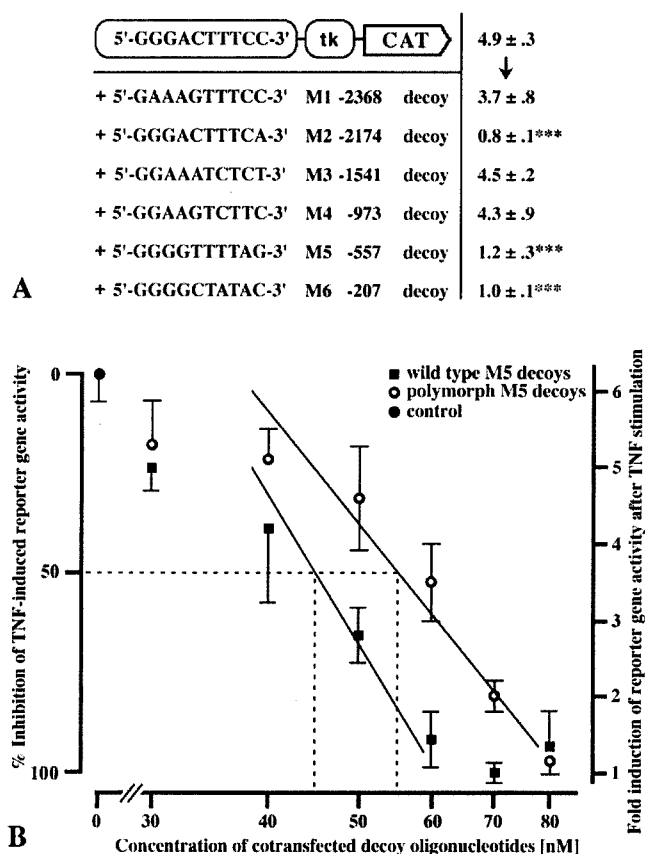 5'-GGGACTTTCC-3' tk CAT 4.9 ± .3
+ 5'-GAAAGTTTCC-3' M1 -2368 decoy 3.7 ± .8
+ 5'-GGGACTTTCA-3' M2 -2174 decoy 0.8 ± .1***
+ 5'-GGAAATCTCT-3' M3 -1541 decoy 4.5 ± .2
+ 5'-GGAAGTCTTC-3' M4 -973 decoy 4.3 ± .9
+ 5'-GGGGTTTTAG-3' M5 -557 decoy 1.2 ± .3***
+ 5'-GGGGCTATAC-3' M6 -207 decoy 1.0 ± .1***
A
% Inhibition of TNF-induced reporter gene activity
0
50
100
■ wild type M5 decoys
○ polymorph M5 decoys
● control
6
5
4
3
2
1
Fold induction of reporter gene activity after TNF stimulation
0 // 30 40 50 60 70 80
Concentration of cotransfected decoy oligonucleotides [nM]
B